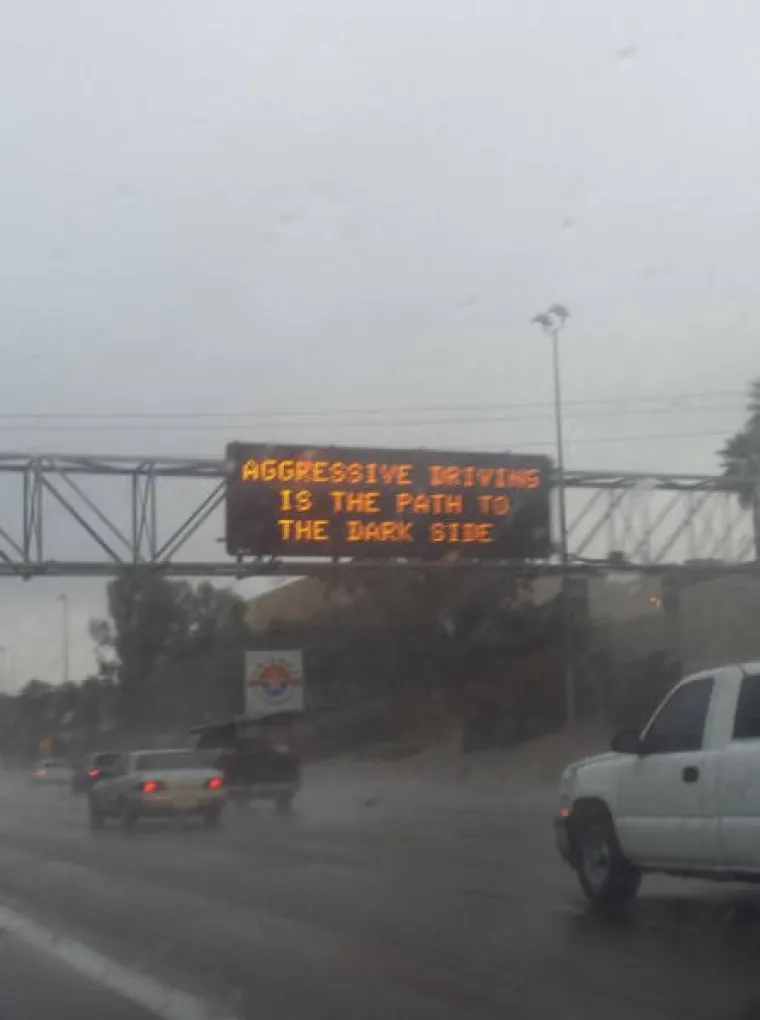 AGGRESSIVE DRIVING
IS THE PATH TO
THE DARK SIDE